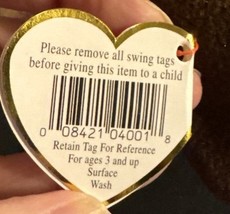 Please remove all swing tags
before giving this item to a child
0 08421 04001 8
Retain Tag For Reference
For ages 3 and up
Surface
Wash